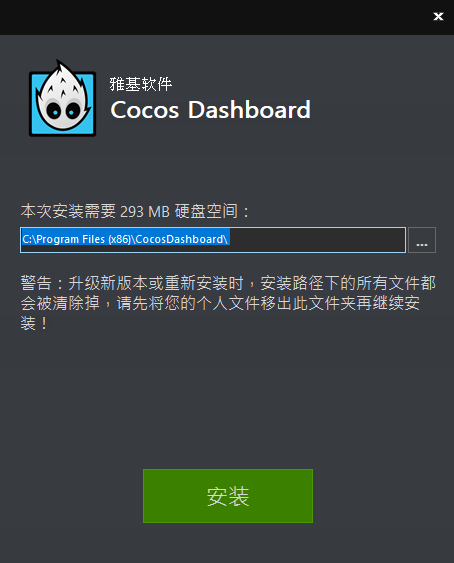 雅基软件
Cocos Dashboard
本次安装需要 293 MB 硬盘空间：
C:\Program Files (x86)\CocosDashboard\
...
警告：升级新版本或重新安装时，安装路径下的所有文件都
会被清除掉，请先将您的个人文件移出此文件夹再继续安
装！
安装